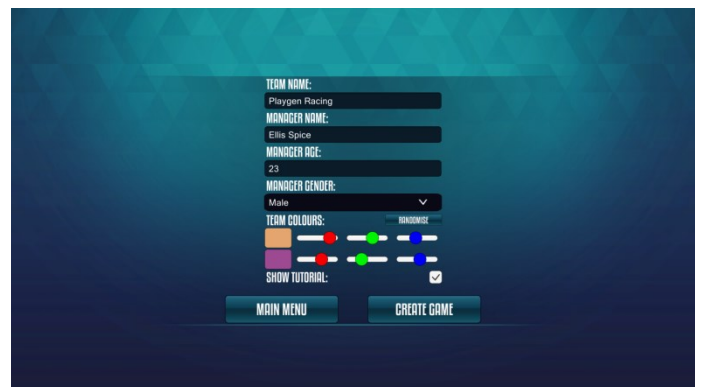 TEAM NAME:
Playgen Racing
MANAGER NAME:
Ellis Spice
MANAGER AGE:
23
MANAGER GENDER:
Male
TEAM COLOURS: RANDOMISE
SHOW TUTORIAL:
MAIN MENU CREATE GAME